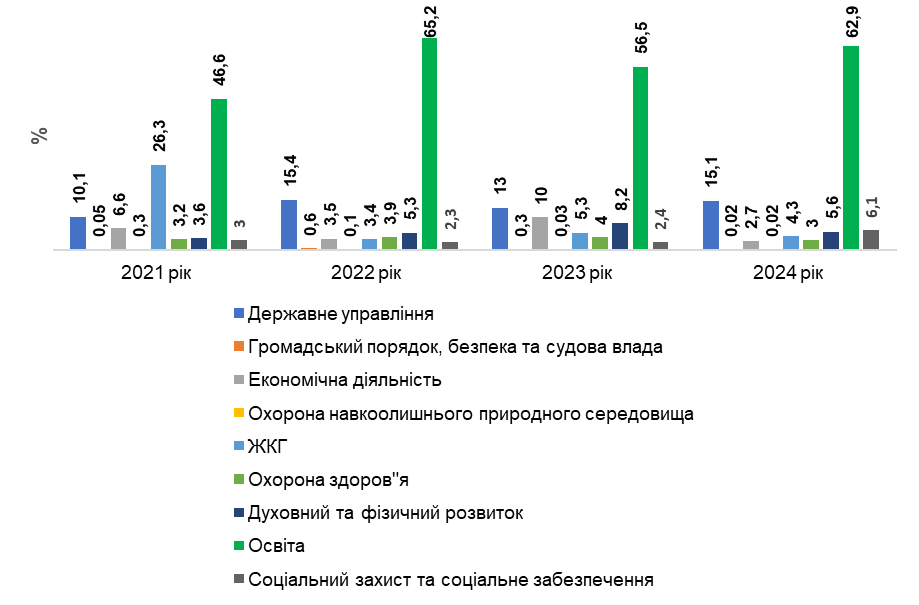 %
10,1
0,05
6,6
0,3
26,3
3,2
3,6
46,6
3
15,4
0,6
3,5
0,1
3,4
3,9
5,3
65,2
2,3
13
0,3
10
0,03
5,3
4
8,2
56,5
2,4
15,1
0,02
2,7
0,02
4,3
3
5,6
62,9
6,1
2021 рік
2022 рік
2023 рік
2024 рік
Державне управління
Громадський порядок, безпека та судова влада
Економічна діяльність
Охорона навкоолишнього природного середовища
ЖКГ
Охорона здоров"я
Духовний та фізичний розвиток
Освіта
Соціальний захист та соціальне забезпечення